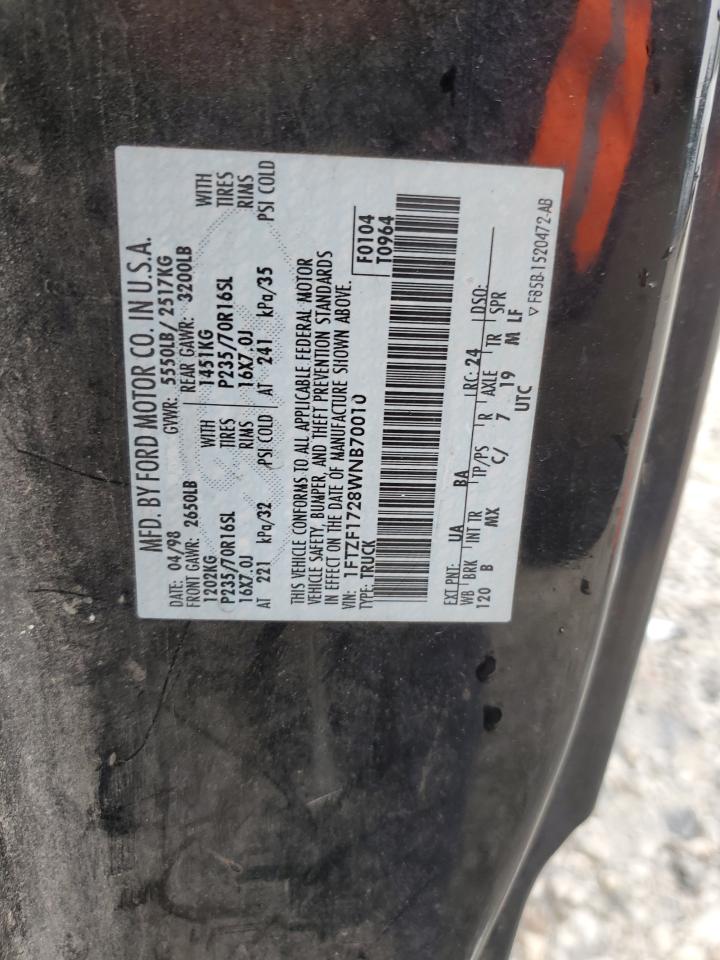 MFD. BY FORD MOTOR CO. IN U.S.A.
DATE: 04/98 GVWR: 5550LB/ 2517KG
FRONT GAWR: 2650LB REAR GAWR: 3200LB
1202KG WITH 1451KG WITH
P235/70R16SL TIRES P235/70R16SL TIRES
16X7.0J RIMS 16X7.0J RIMS
AT 221 kPa/32 PSI COLD AT 241 kPa/35 PSI COLD
THIS VEHICLE CONFORMS TO ALL APPLICABLE FEDERAL MOTOR
VEHICLE SAFETY, BUMPER, AND THEFT PREVENTION STANDARDS
IN EFFECT ON THE DATE OF MANUFACTURE SHOWN ABOVE.
VIN: 1FTZF1728WNB70010
TYPE: TRUCK
F0104
T0964
EXT PNT: UA BA RC: 24 DSO:
WB BRK INT TR TP/PS R AXLE TR SPR
120 B MX C/ 7 19 M LF
UTC
▽ F85B-1520472-AB